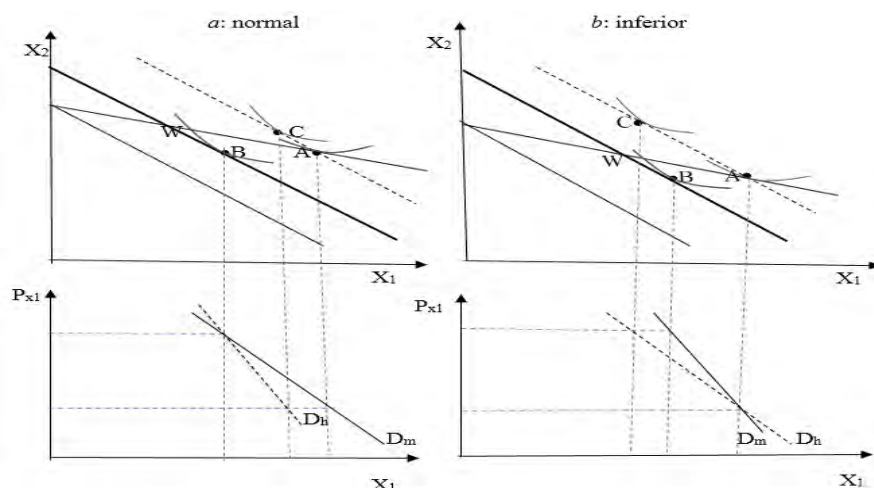 a: normal
X2
C
W
B
A
X1
Px1
Dh
Dm
X1
b: inferior
X2
C
W
B
A
X1
Px1
Dm
Dh
X1